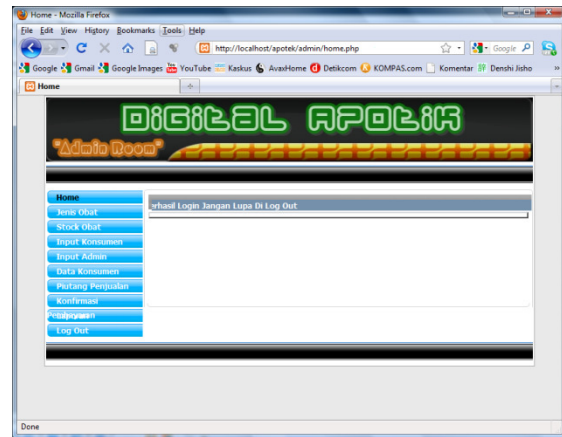 Home - Mozilla Firefox
File Edit View History Bookmarks Tools Help
http://localhost/apotek/admin/home.php
Google
Google Gmail Google Images YouTube Kaskus AvaxHome Detikcom KOMPAS.com Komentar Denshi Jisho »
Home
DIGITAL APOTIK
"Admin Room"
Home
Jenis Obat
Stock Obat
Input Konsumen
Input Admin
Data Konsumen
Piutang Penjualan
Konfirmasi
Log Out
erhasil Login Jangan Lupa Di Log Out
Done